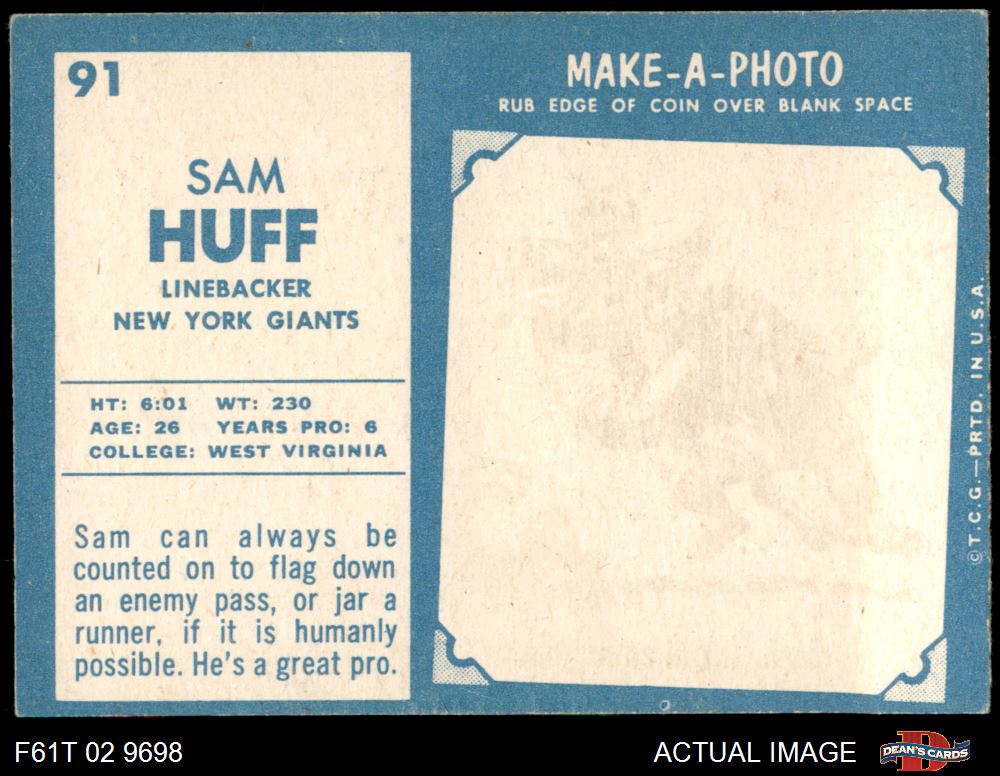 91
SAM
HUFF
LINEBACKER
NEW YORK GIANTS
HT: 6:01 WT: 230
AGE: 26 YEARS PRO: 6
COLLEGE: WEST VIRGINIA
Sam can always be
counted on to flag down
an enemy pass, or jar a
runner, if it is humanly
possible. He's a great pro.
MAKE-A-PHOTO
RUB EDGE OF COIN OVER BLANK SPACE
©T.C.G.—PRTD. IN U.S.A.
F61T 02 9698
ACTUAL IMAGE
DEAN'S CARDS